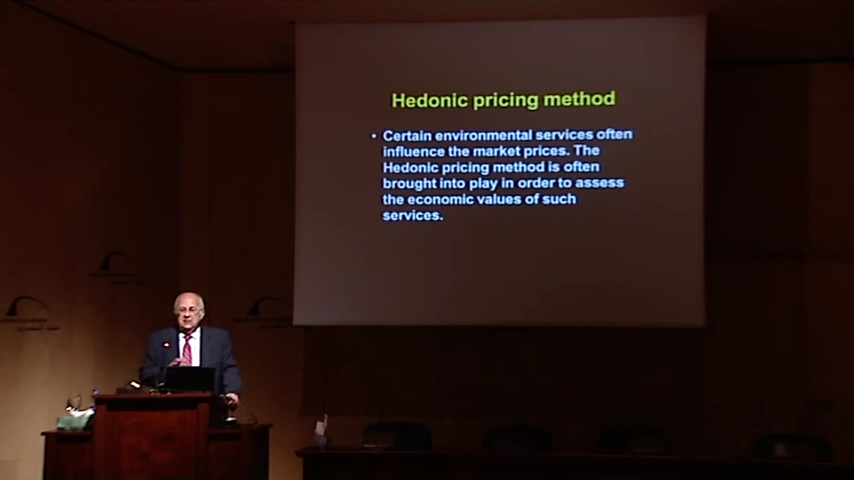 Hedonic pricing method
• Certain environmental services often
influence the market prices. The
Hedonic pricing method is often
brought into play in order to assess
the economic values of such
services.